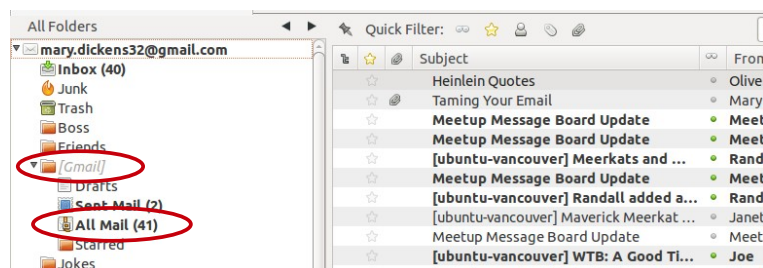 All Folders
Quick Filter:
mary.dickens32@gmail.com
Inbox (40)
Junk
Trash
Boss
Friends
[Gmail]
Drafts
Sent Mail (2)
All Mail (41)
Starred
Jokes
Subject From
Heinlein Quotes Olive
Taming Your Email Mary
Meetup Message Board Update Meet
Meetup Message Board Update Meet
[ubuntu-vancouver] Meerkats and ... Rand
Meetup Message Board Update Meet
[ubuntu-vancouver] Randall added a... Rand
[ubuntu-vancouver] Maverick Meerkat ... Janet
Meetup Message Board Update Meet
[ubuntu-vancouver] WTB: A Good Ti... Joe